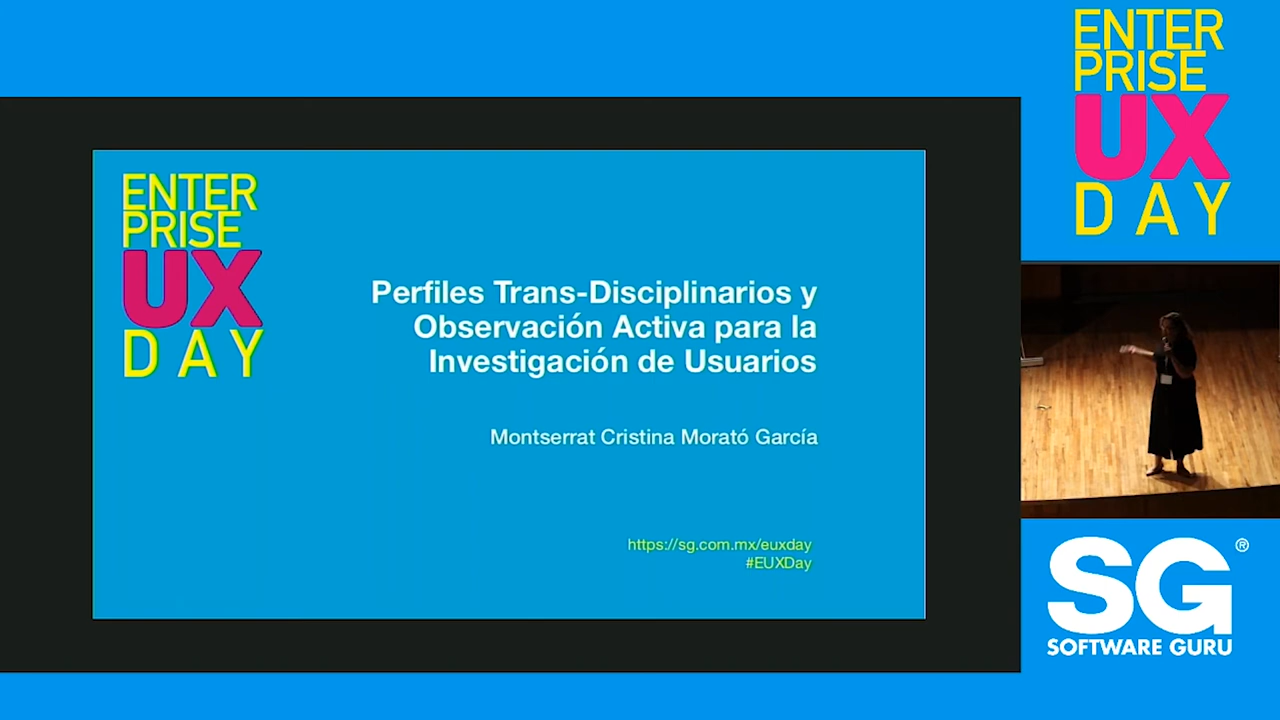 ENTER
PRISE
UX
DAY
Perfiles Trans-Disciplinarios y
Observación Activa para la
Investigación de Usuarios
Montserrat Cristina Morató García
https://sg.com.mx/euxday
#EUXDay
ENTER
PRISE
UX
DAY
SG®
SOFTWARE GURU